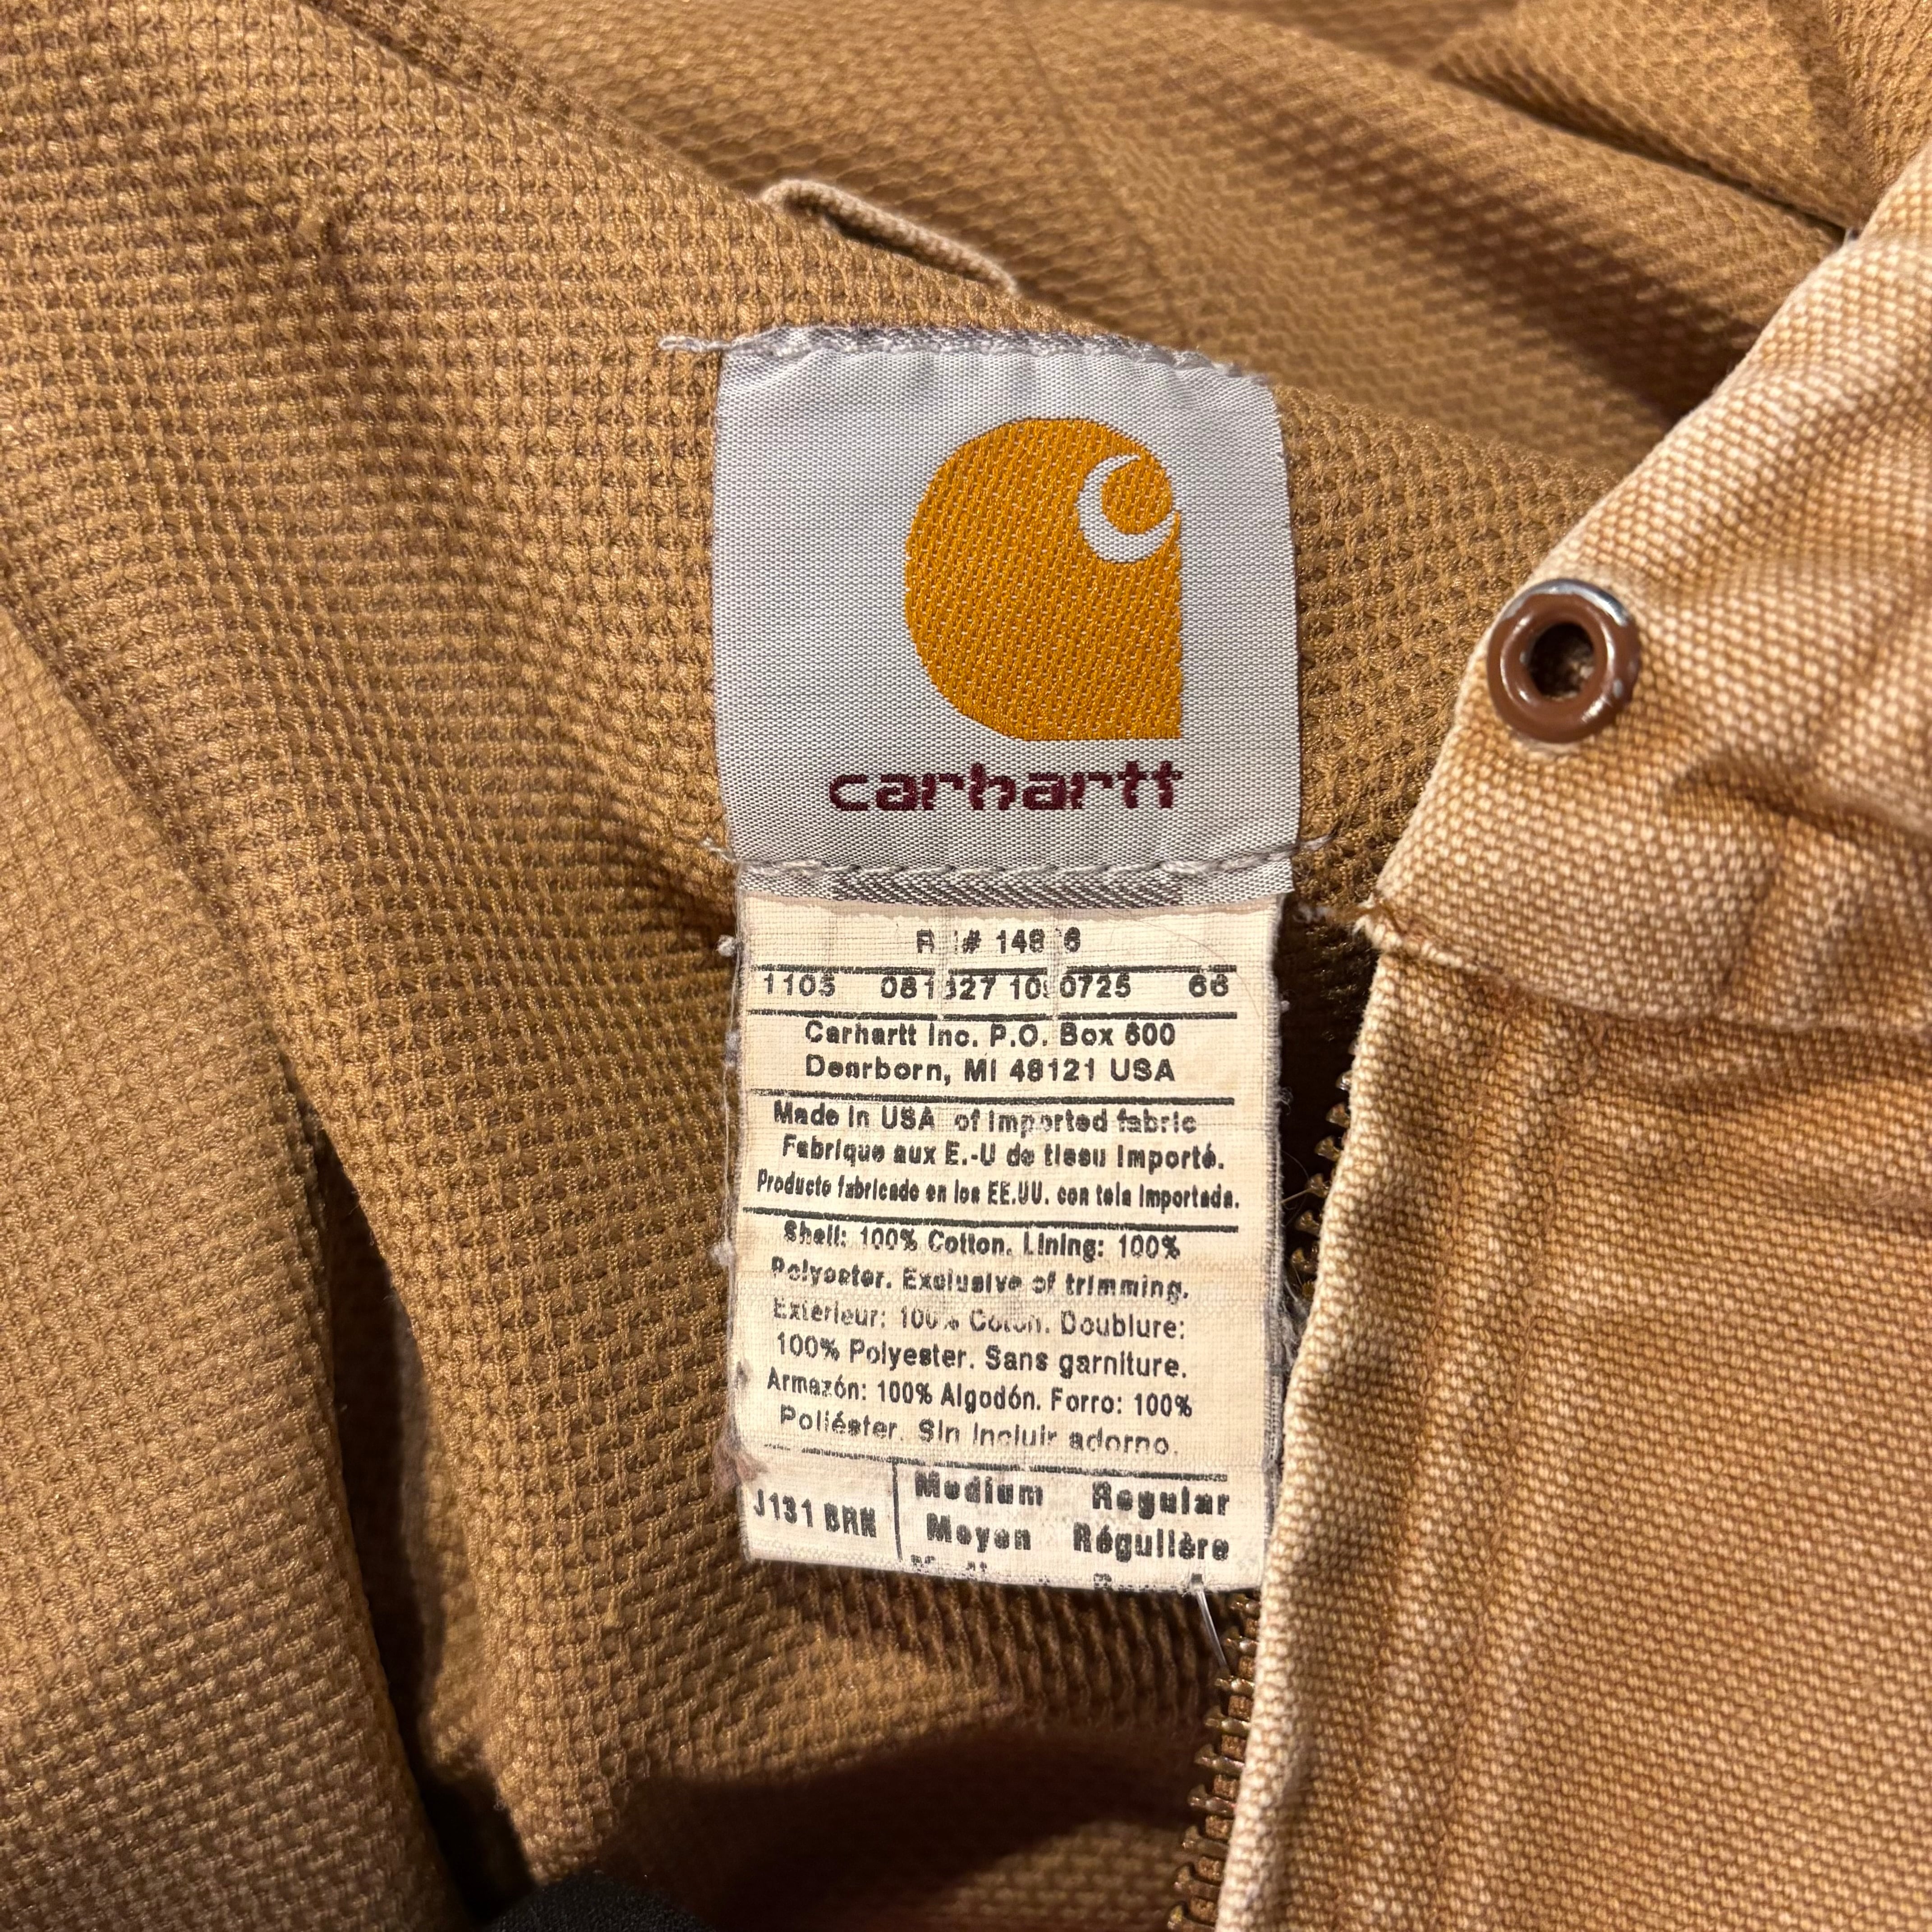 carhartt
1105 66
Carhartt Inc. P.O. Box 600
Dearborn, MI 48121 USA
Made in USA of imported fabric
Fabriqué aux E.-U de tissu importé.
Producto fabricado en los EE.UU. con tela importada.
Shell: 100% Cotton. Lining: 100%
Polyester. Exclusive of trimming.
Extérieur: 100% Coton. Doublure:
100% Polyester. Sans garniture.
Armazón: 100% Algodón. Forro: 100%
Poliéster. Sin incluir adorno.
J131 BRN Medium Regular
Moyen Régulière